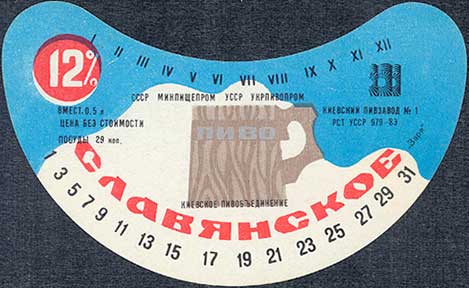 I II III IV V VI VII VIII IX X XI XII
12%
СССР МИНПИЩЕПРОМ УССР УКРПИВОПРОМ
ВМЕСТ. 0,5 л
ЦЕНА БЕЗ СТОИМОСТИ
ПОСУДЫ 29 коп.
КИЕВСКИЙ ПИВЗАВОД № 1
РСТ УССР 979-83
ПИВО
СЛАВЯНСКОЕ
КИЕВСКОЕ ПИВОБЪЕДИНЕНИЕ
1 3 5 7 9 11 13 15 17 19 21 23 25 27 29 31